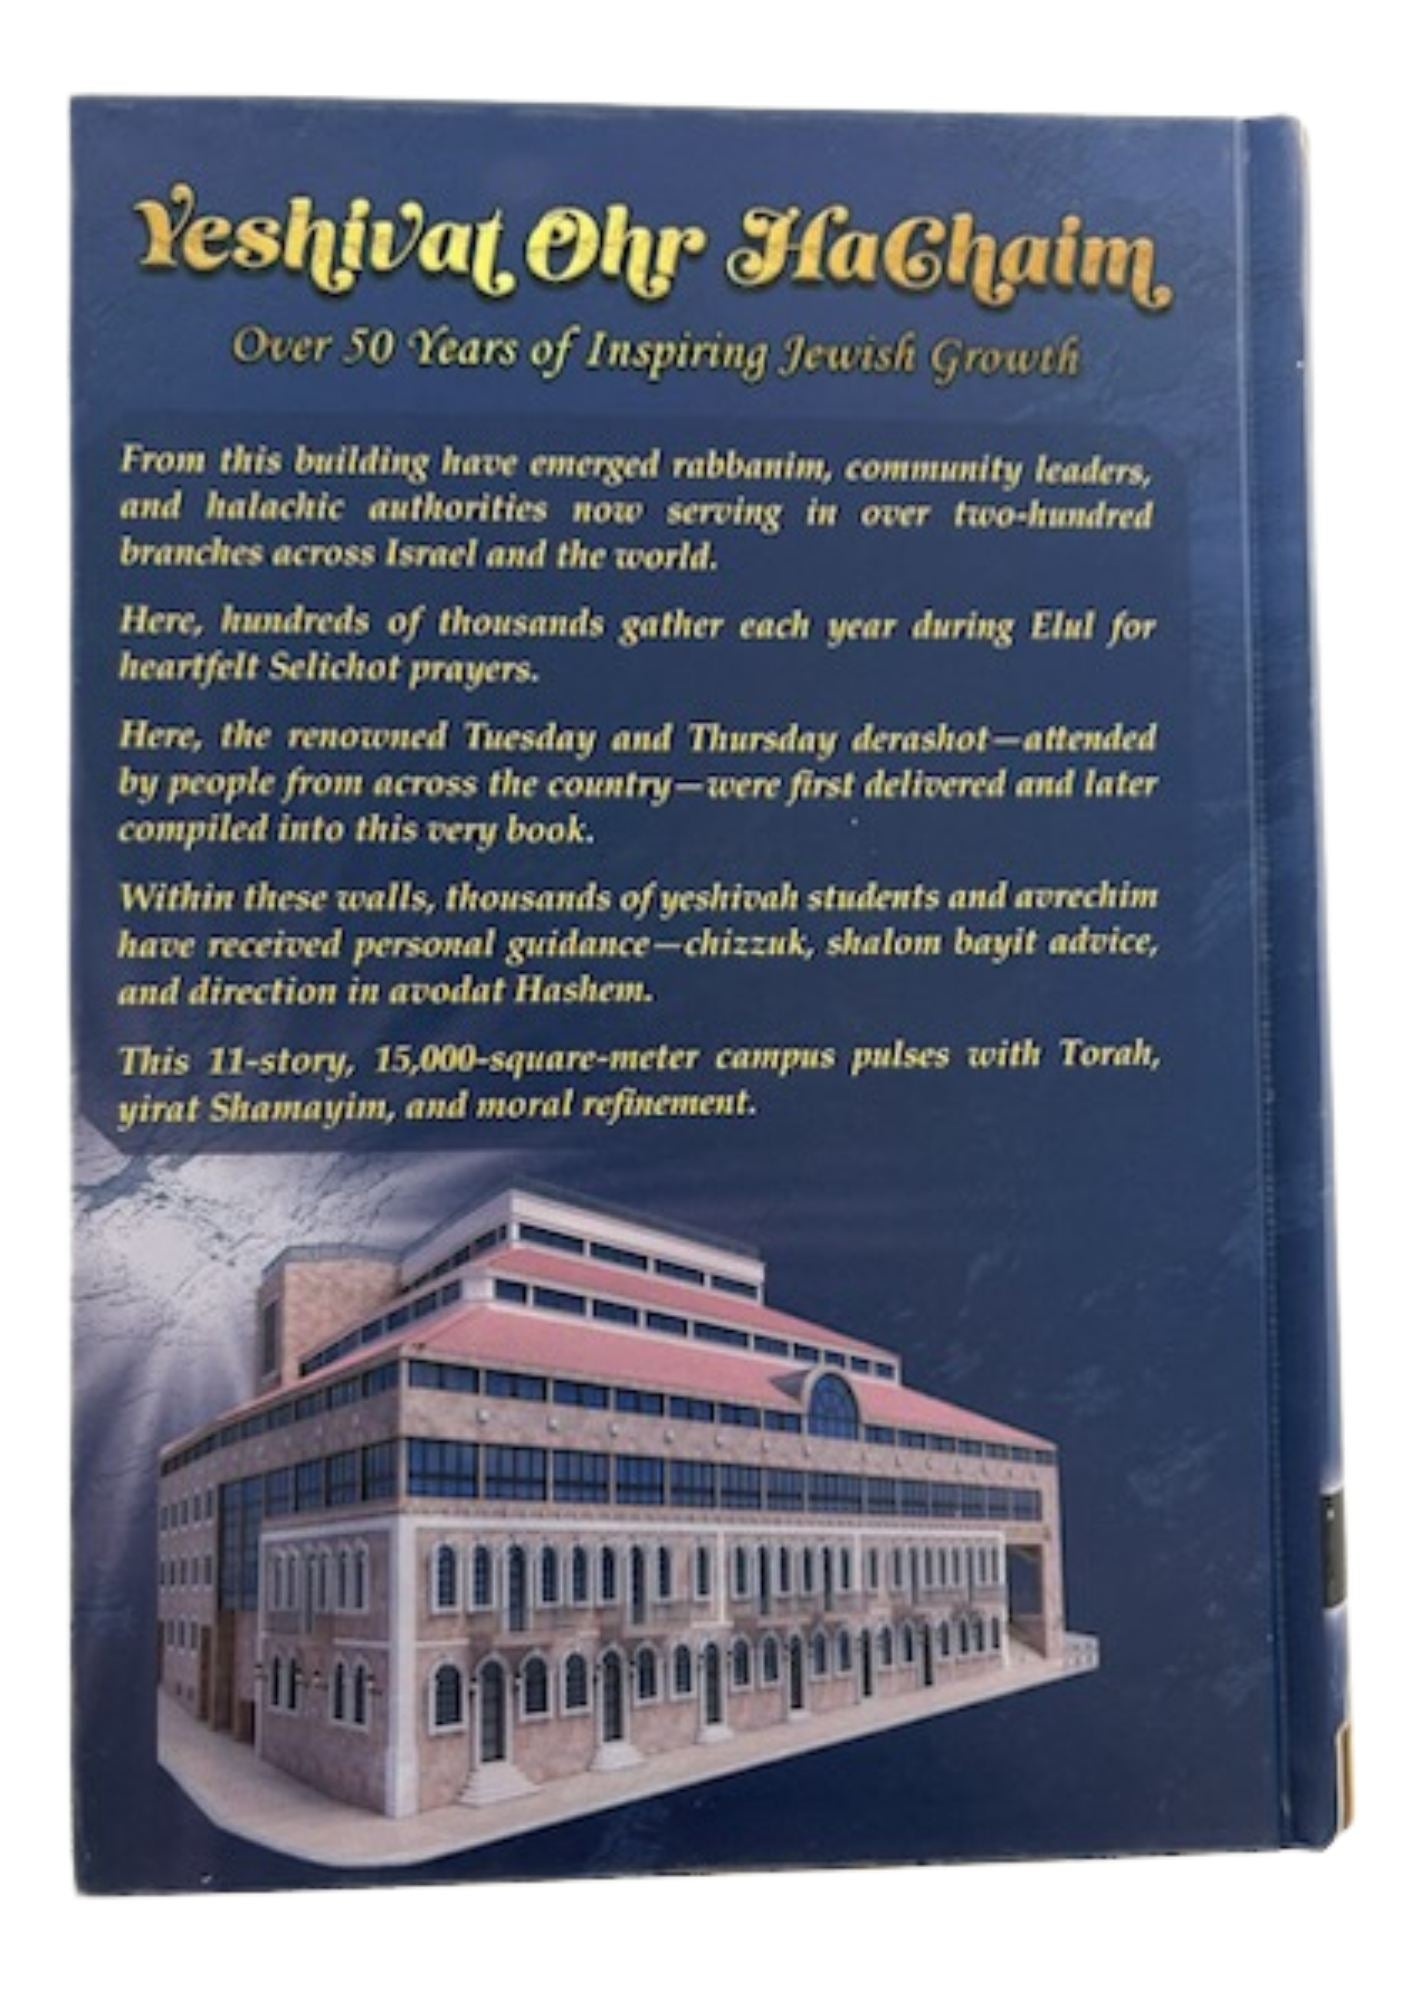 Yeshivat Ohr HaChaim
Over 50 Years of Inspiring Jewish Growth
From this building have emerged rabbanim, community leaders,
and halachic authorities now serving in over two-hundred
branches across Israel and the world.
Here, hundreds of thousands gather each year during Elul for
heartfelt Selichot prayers.
Here, the renowned Tuesday and Thursday derashot—attended
by people from across the country—were first delivered and later
compiled into this very book.
Within these walls, thousands of yeshivah students and avrechim
have received personal guidance—chizzuk, shalom bayit advice,
and direction in avodat Hashem.
This 11-story, 15,000-square-meter campus pulses with Torah,
yirat Shamayim, and moral refinement.